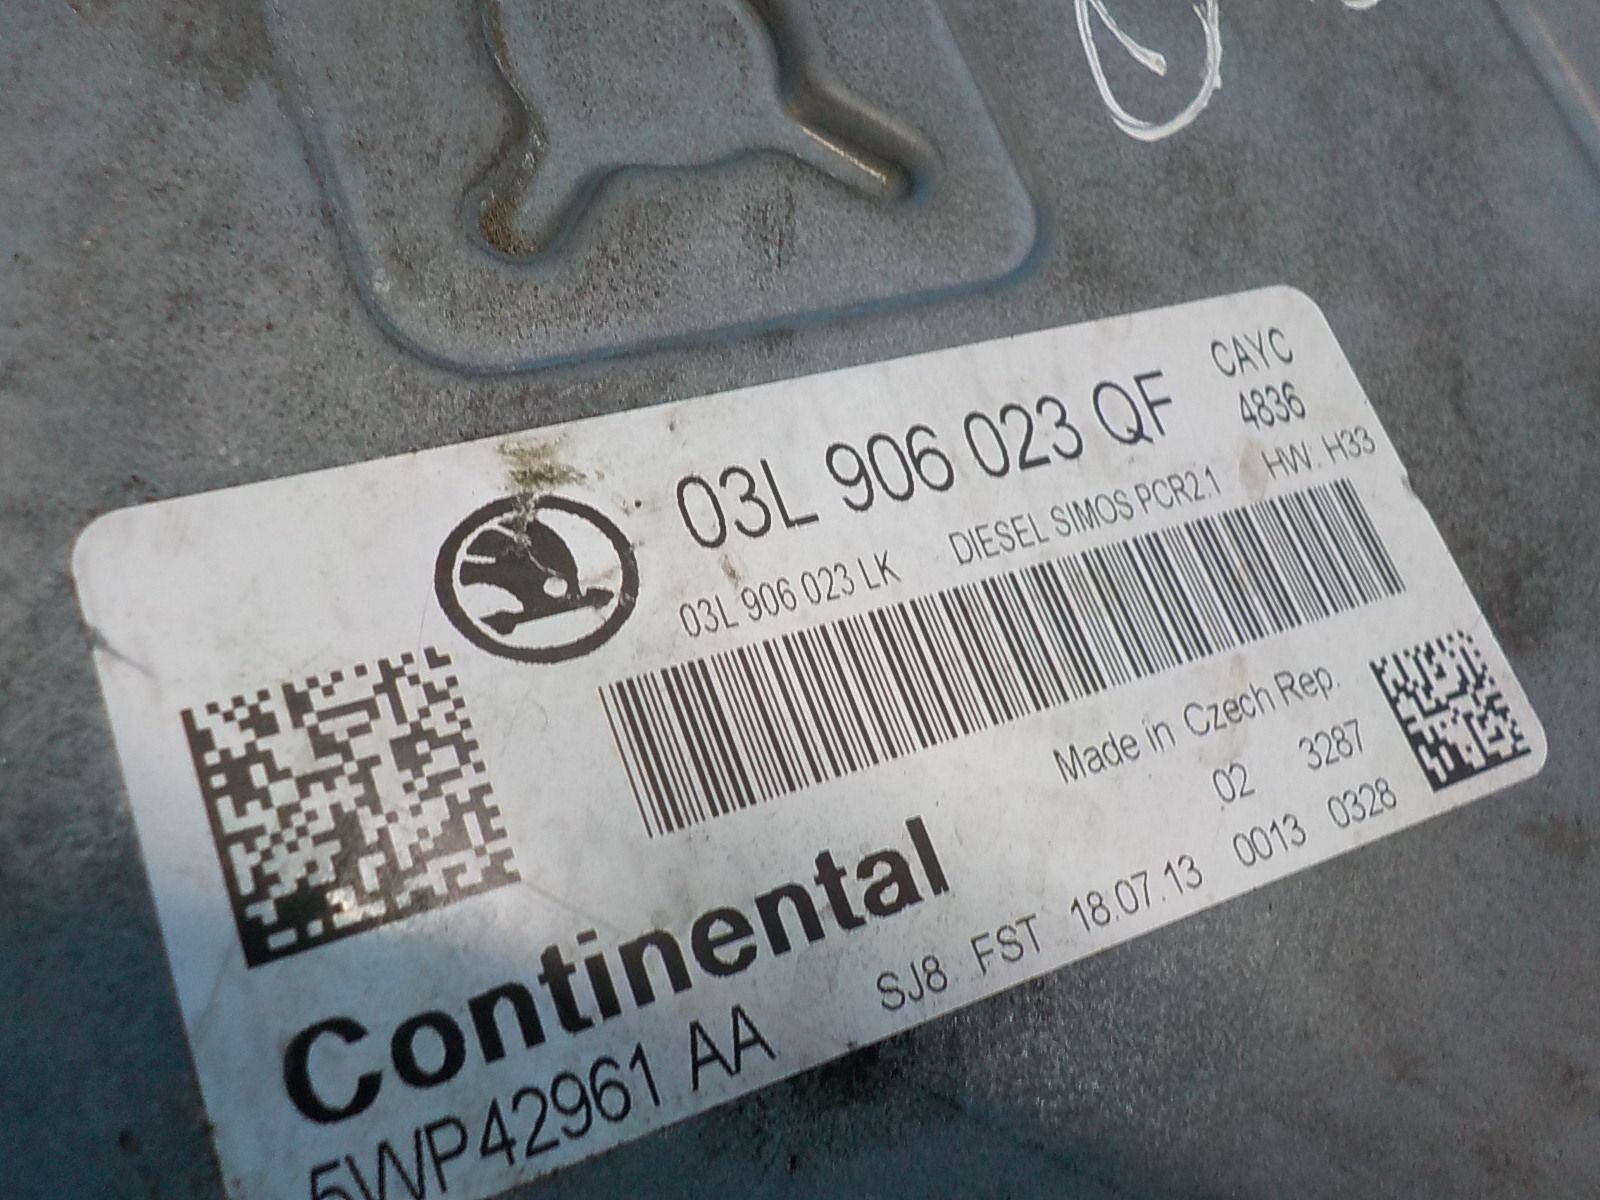 CAYC
4836
03L 906 023 QF
HW: H33
03L 906 023 LK DIESEL SIMOS PCR2.1
Made in Czech Rep.
02 3287
Continental
SJ8 FST 18.07.13 0013 0328
5WP42961 AA